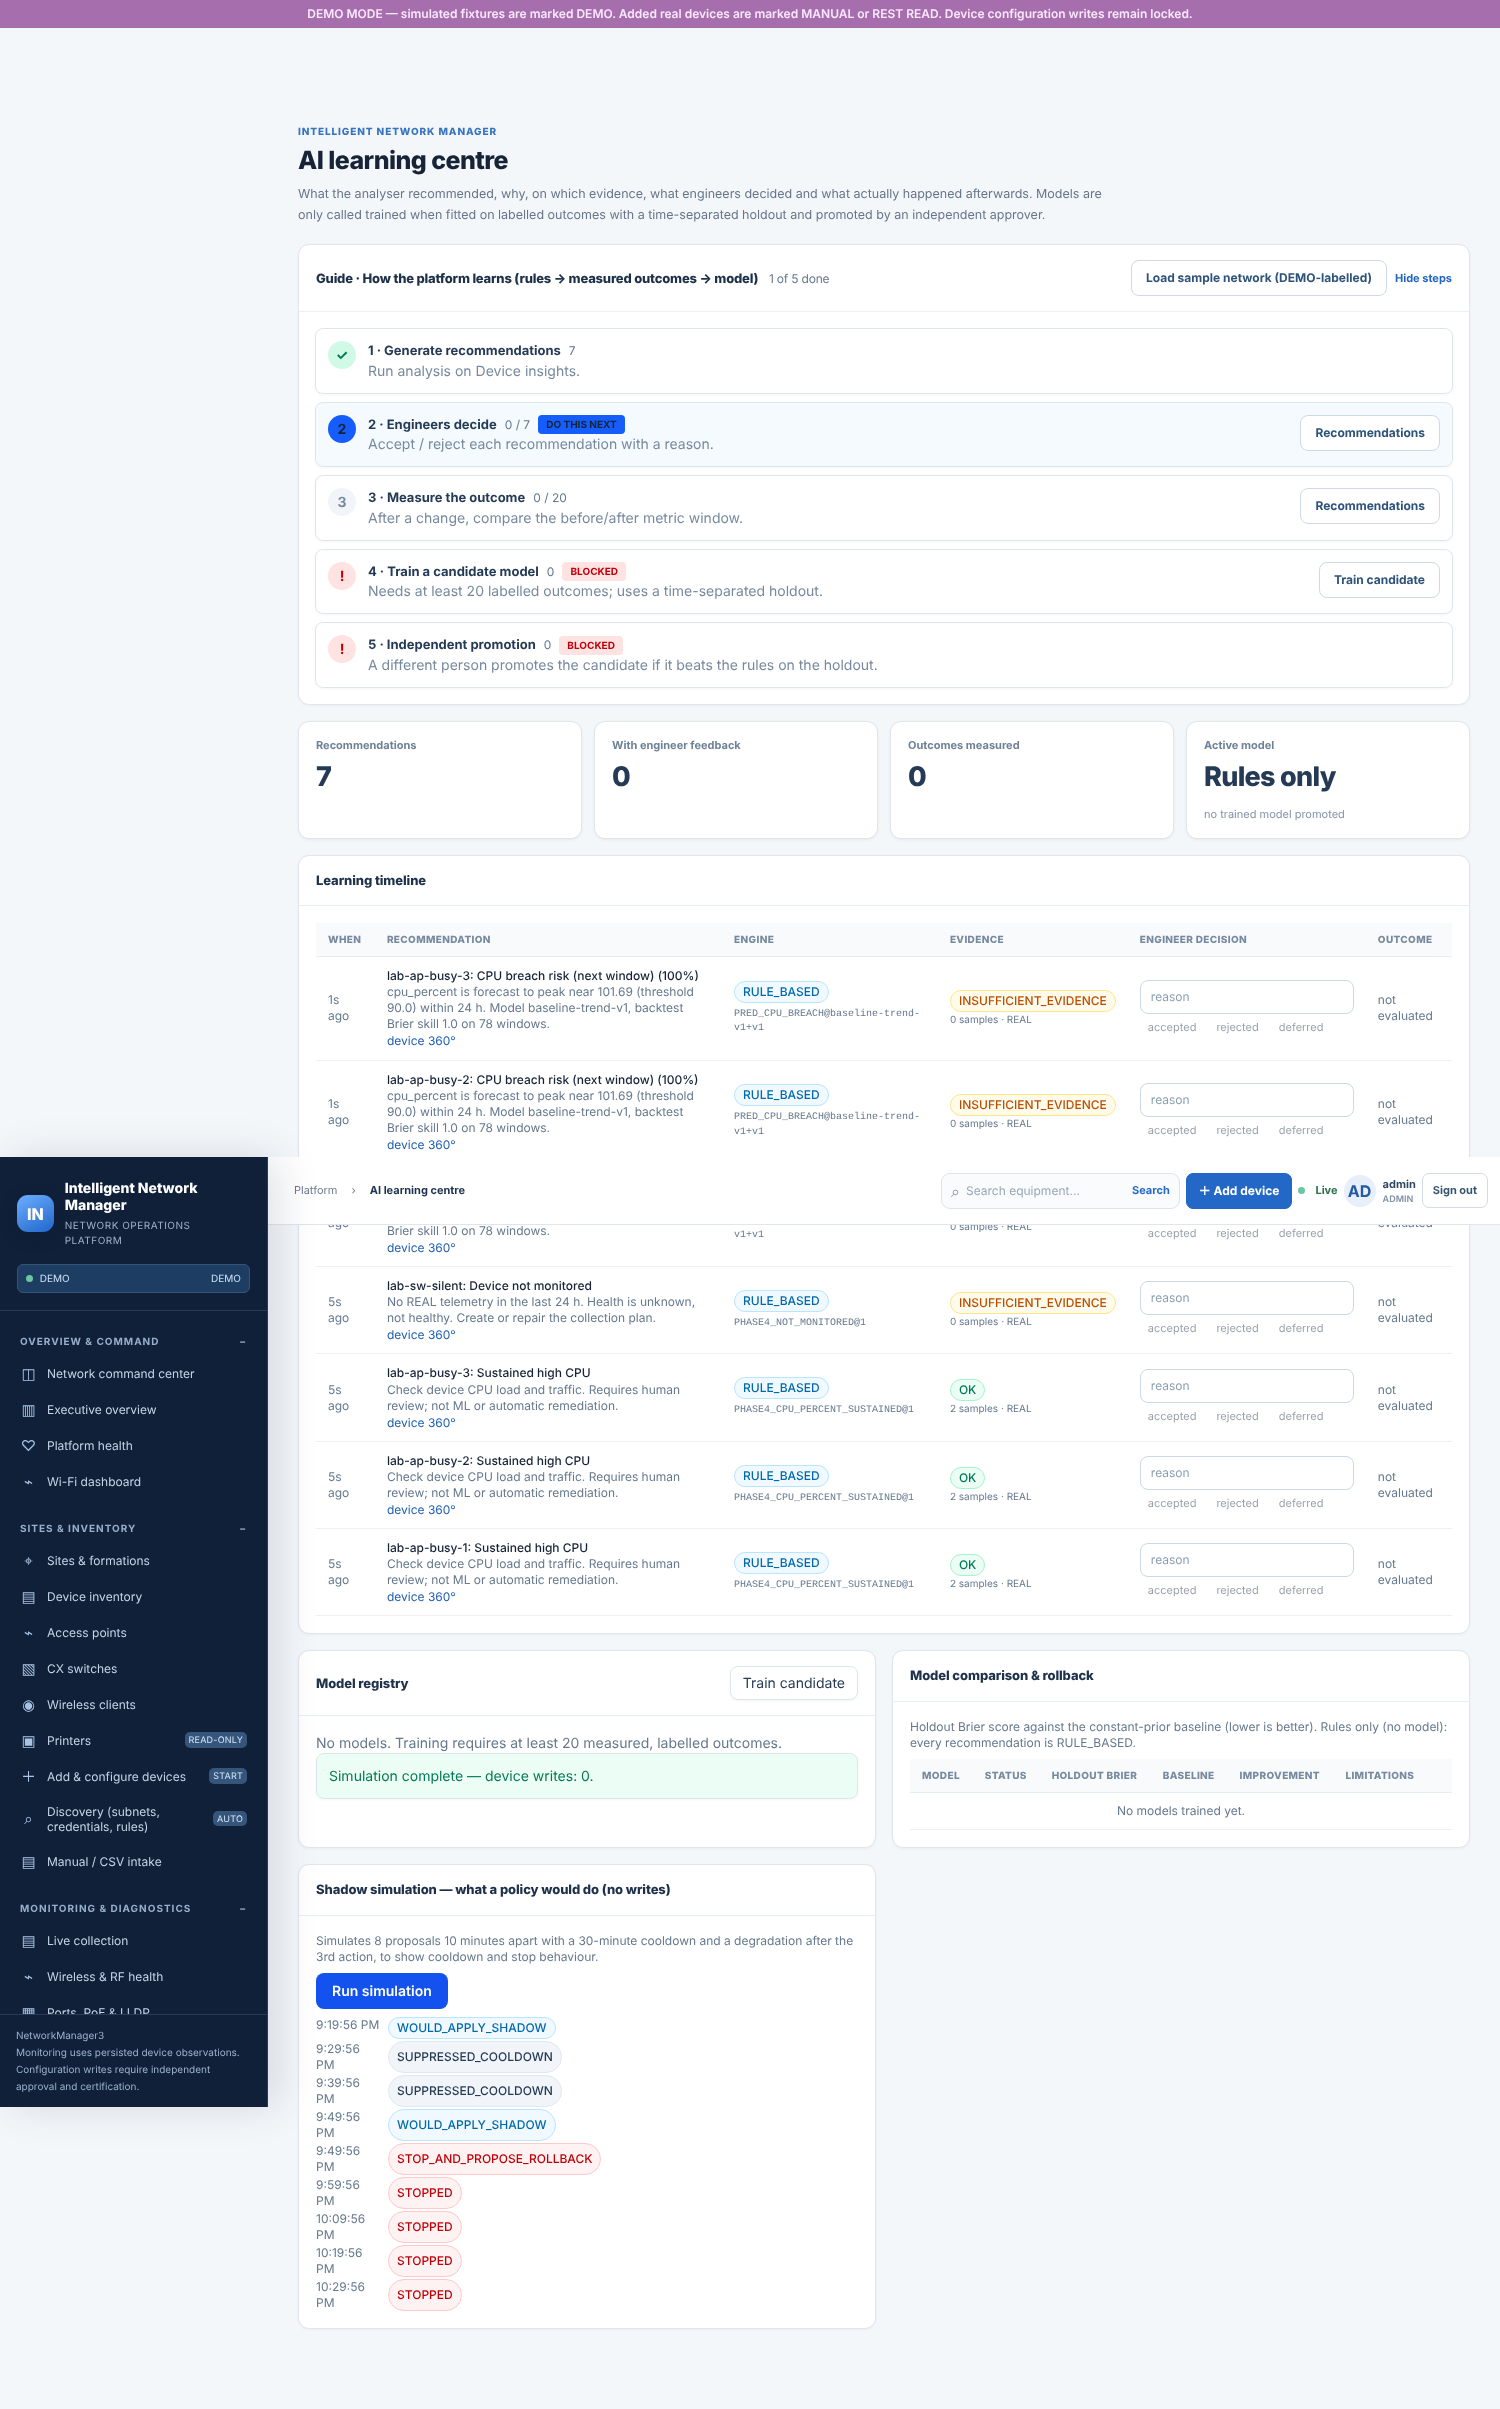 DEMO MODE — simulated fixtures are marked DEMO. Added real devices are marked MANUAL or REST READ. Device configuration writes remain locked.
INTELLIGENT NETWORK MANAGER
AI learning centre
What the analyser recommended, why, on which evidence, what engineers decided and what actually happened afterwards. Models are
only called trained when fitted on labelled outcomes with a time-separated holdout and promoted by an independent approver.
Guide · How the platform learns (rules → measured outcomes → model) 1 of 5 done
Load sample network (DEMO-labelled) Hide steps
1 · Generate recommendations 7
Run analysis on Device insights.
2
2 · Engineers decide 0 / 7 DO THIS NEXT
Accept / reject each recommendation with a reason.
Recommendations
3
3 · Measure the outcome 0 / 20
After a change, compare the before/after metric window.
Recommendations
!
4 · Train a candidate model 0 BLOCKED
Needs at least 20 labelled outcomes; uses a time-separated holdout.
Train candidate
!
5 · Independent promotion 0 BLOCKED
A different person promotes the candidate if it beats the rules on the holdout.
Recommendations
7
With engineer feedback
0
Outcomes measured
0
Active model
Rules only
no trained model promoted
Learning timeline
WHEN RECOMMENDATION ENGINE EVIDENCE ENGINEER DECISION OUTCOME
1s
ago
lab-ap-busy-3: CPU breach risk (next window) (100%)
cpu_percent is forecast to peak near 101.69 (threshold
90.0) within 24 h. Model baseline-trend-v1, backtest
Brier skill 1.0 on 78 windows.
device 360°
RULE_BASED
PRED_CPU_BREACH@baseline-trend-
v1+v1
INSUFFICIENT_EVIDENCE
0 samples · REAL
reason
accepted rejected deferred
not
evaluated
1s
ago
lab-ap-busy-2: CPU breach risk (next window) (100%)
cpu_percent is forecast to peak near 101.69 (threshold
90.0) within 24 h. Model baseline-trend-v1, backtest
Brier skill 1.0 on 78 windows.
device 360°
RULE_BASED
PRED_CPU_BREACH@baseline-trend-
v1+v1
INSUFFICIENT_EVIDENCE
0 samples · REAL
reason
accepted rejected deferred
not
evaluated
Platform › AI learning centre
Search equipment... Search
+ Add device
Live
AD
admin
ADMIN
Sign out
ago
Brier skill 1.0 on 78 windows.
device 360°
v1+v1
0 samples · REAL
accepted rejected deferred
evaluated
5s
ago
lab-sw-silent: Device not monitored
No REAL telemetry in the last 24 h. Health is unknown,
not healthy. Create or repair the collection plan.
device 360°
RULE_BASED
PHASE4_NOT_MONITORED@1
INSUFFICIENT_EVIDENCE
0 samples · REAL
reason
accepted rejected deferred
not
evaluated
5s
ago
lab-ap-busy-3: Sustained high CPU
Check device CPU load and traffic. Requires human
review; not ML or automatic remediation.
device 360°
RULE_BASED
PHASE4_CPU_PERCENT_SUSTAINED@1
OK
2 samples · REAL
reason
accepted rejected deferred
not
evaluated
5s
ago
lab-ap-busy-2: Sustained high CPU
Check device CPU load and traffic. Requires human
review; not ML or automatic remediation.
device 360°
RULE_BASED
PHASE4_CPU_PERCENT_SUSTAINED@1
OK
2 samples · REAL
reason
accepted rejected deferred
not
evaluated
5s
ago
lab-ap-busy-1: Sustained high CPU
Check device CPU load and traffic. Requires human
review; not ML or automatic remediation.
device 360°
RULE_BASED
PHASE4_CPU_PERCENT_SUSTAINED@1
OK
2 samples · REAL
reason
accepted rejected deferred
not
evaluated
Model registry
Train candidate
No models. Training requires at least 20 measured, labelled outcomes.
Simulation complete — device writes: 0.
Model comparison & rollback
Holdout Brier score against the constant-prior baseline (lower is better). Rules only (no model):
every recommendation is RULE_BASED.
MODEL STATUS HOLDOUT BRIER BASELINE IMPROVEMENT LIMITATIONS
No models trained yet.
Shadow simulation — what a policy would do (no writes)
Simulates 8 proposals 10 minutes apart with a 30-minute cooldown and a degradation after the
3rd action, to show cooldown and stop behaviour.
Run simulation
9:19:56 PM WOULD_APPLY_SHADOW
9:29:56
PM
SUPPRESSED_COOLDOWN
9:39:56
PM
SUPPRESSED_COOLDOWN
9:49:56
PM
WOULD_APPLY_SHADOW
9:49:56
PM
STOP_AND_PROPOSE_ROLLBACK
9:59:56
PM
STOPPED
10:09:56
PM
STOPPED
10:19:56
PM
STOPPED
10:29:56
PM
STOPPED
IN
Intelligent Network
Manager
NETWORK OPERATIONS
PLATFORM
DEMO DEMO
OVERVIEW & COMMAND –
Network command center
Executive overview
Platform health
Wi-Fi dashboard
SITES & INVENTORY –
Sites & formations
Device inventory
Access points
CX switches
Wireless clients
Printers READ-ONLY
Add & configure devices START
Discovery (subnets,
credentials, rules)
AUTO
Manual / CSV intake
MONITORING & DIAGNOSTICS –
Live collection
Wireless & RF health
Ports, PoE & LLDP
NetworkManager3
Monitoring uses persisted device observations.
Configuration writes require independent
approval and certification.